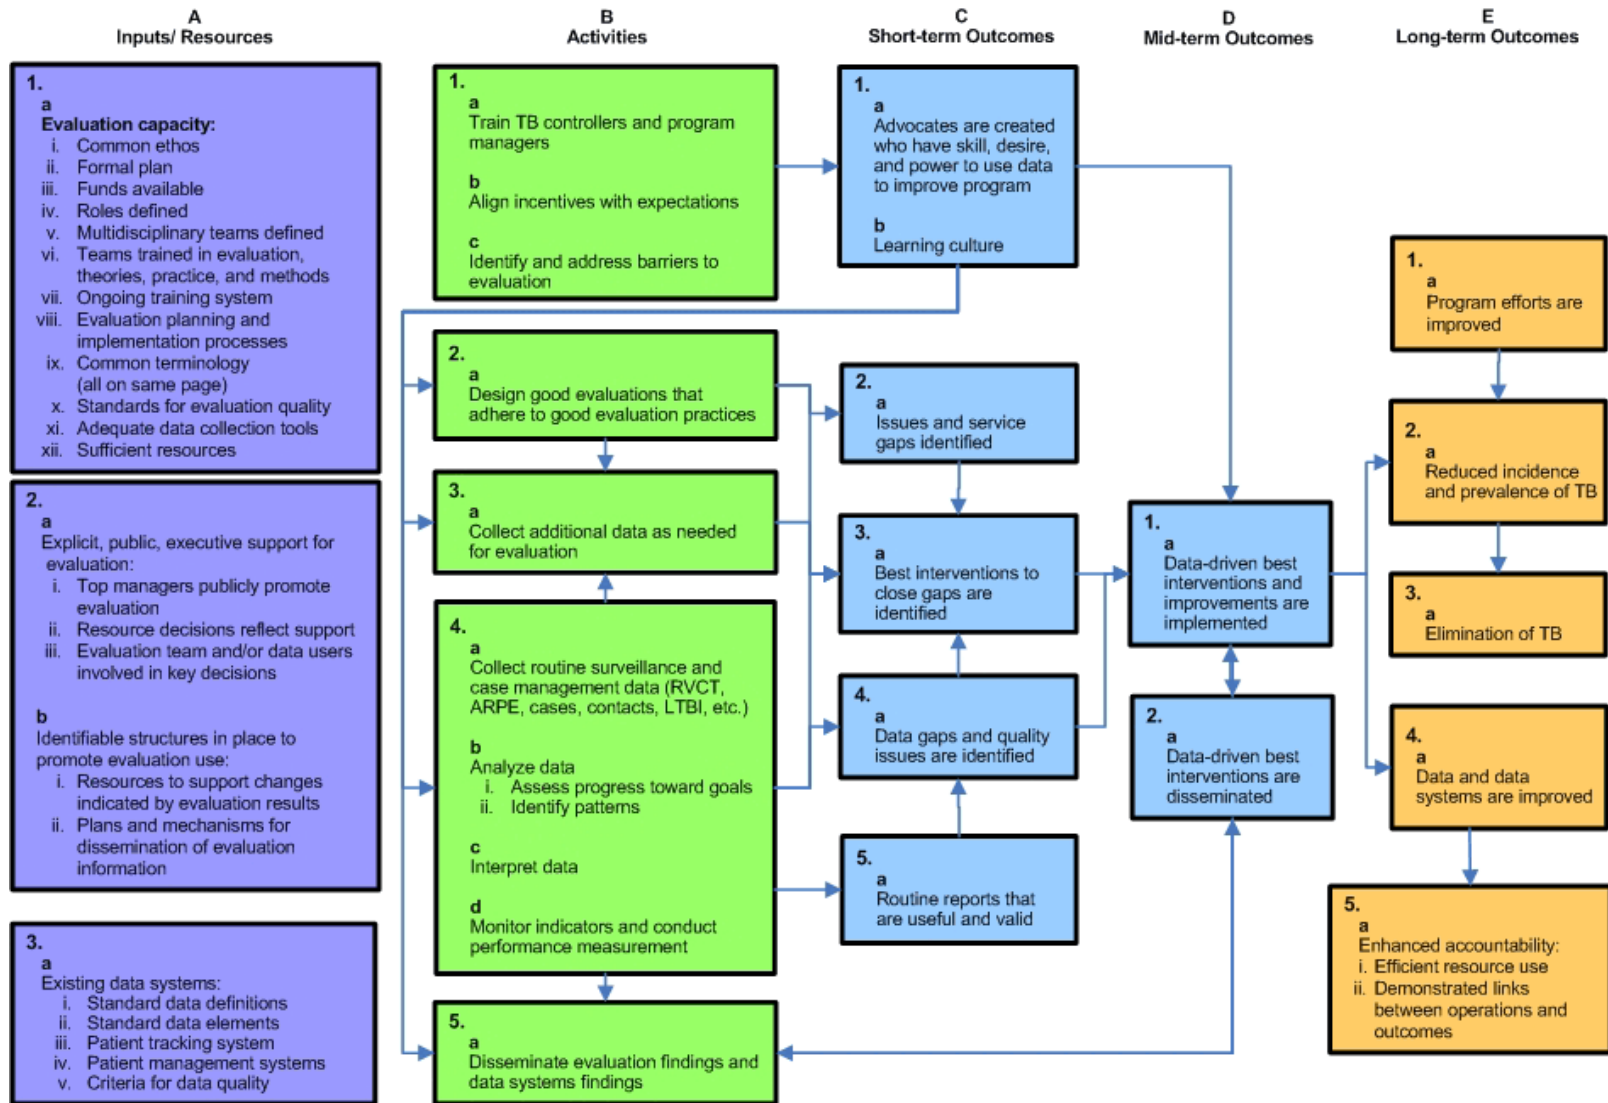 A
Inputs/ Resources
B
Activities
C
Short-term Outcomes
D
Mid-term Outcomes
E
Long-term Outcomes
1.
a
Evaluation capacity:
i. Common ethos
ii. Formal plan
iii. Funds available
iv. Roles defined
v. Multidisciplinary teams defined
vi. Teams trained in evaluation,
theories, practice, and methods
vii. Ongoing training system
viii. Evaluation planning and
implementation processes
ix. Common terminology
(all on same page)
x. Standards for evaluation quality
xi. Adequate data collection tools
xii. Sufficient resources
2.
a
Explicit, public, executive support for
evaluation:
i. Top managers publicly promote
evaluation
ii. Resource decisions reflect support
iii. Evaluation team and/or data users
involved in key decisions
b
Identifiable structures in place to
promote evaluation use:
i. Resources to support changes
indicated by evaluation results
ii. Plans and mechanisms for
dissemination of evaluation
information
3.
a
Existing data systems:
i. Standard data definitions
ii. Standard data elements
iii. Patient tracking system
iv. Patient management systems
v. Criteria for data quality
1.
a
Train TB controllers and program
managers
b
Align incentives with expectations
c
Identify and address barriers to
evaluation
2.
a
Design good evaluations that
adhere to good evaluation practices
3.
a
Collect additional data as needed
for evaluation
4.
a
Collect routine surveillance and
case management data (RVCT,
ARPE, cases, contacts, LTBI, etc.)
b
Analyze data
i. Assess progress toward goals
ii. Identify patterns
c
Interpret data
d
Monitor indicators and conduct
performance measurement
5.
a
Disseminate evaluation findings and
data systems findings
1.
a
Advocates are created
who have skill, desire,
and power to use data
to improve program
b
Learning culture
2.
a
Issues and service
gaps identified
3.
a
Best interventions to
close gaps are
identified
4.
a
Data gaps and quality
issues are identified
5.
a
Routine reports that
are useful and valid
1.
a
Data-driven best
interventions and
improvements are
implemented
2.
a
Data-driven best
interventions are
disseminated
1.
a
Program efforts are
improved
2.
a
Reduced incidence
and prevalence of TB
3.
a
Elimination of TB
4.
a
Data and data
systems are improved
5.
a
Enhanced accountability:
i. Efficient resource use
ii. Demonstrated links
between operations and
outcomes